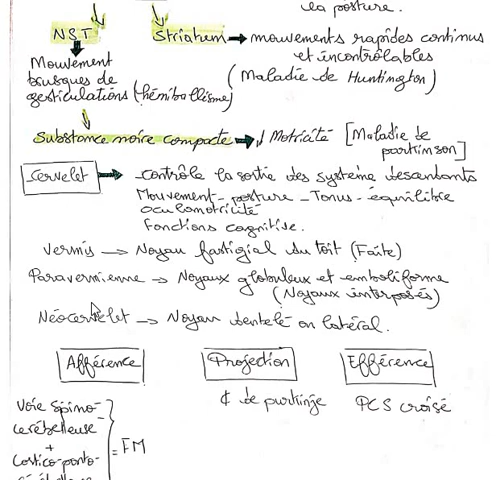 la posture.
NST
Striatum → mouvements rapides continus
et incontrôlables
(Maladie de Huntington)
Mouvement
brusques de
gesticulations (hémiballisme)
Substance noire compacte → ↓ Motricité [Maladie de
parkinson]
Cervelet → contrôle la sortie des système descendants
Mouvement - posture - Tonus - équilibre
oculomotricité
fonctions cognitive.
Vermis → Noyau fastigial du toit (Faîte)
Paravermienne → Noyaux globuleux et emboliforme
(Noyaux interposés)
Néocervelet → Noyau dentelé ou latéral.
Afférence
Projection
Efférence
Voie Spino-
cérébelleuse
+
Cortico-ponto-
= FM
¢ de purkinje
PCS croisé